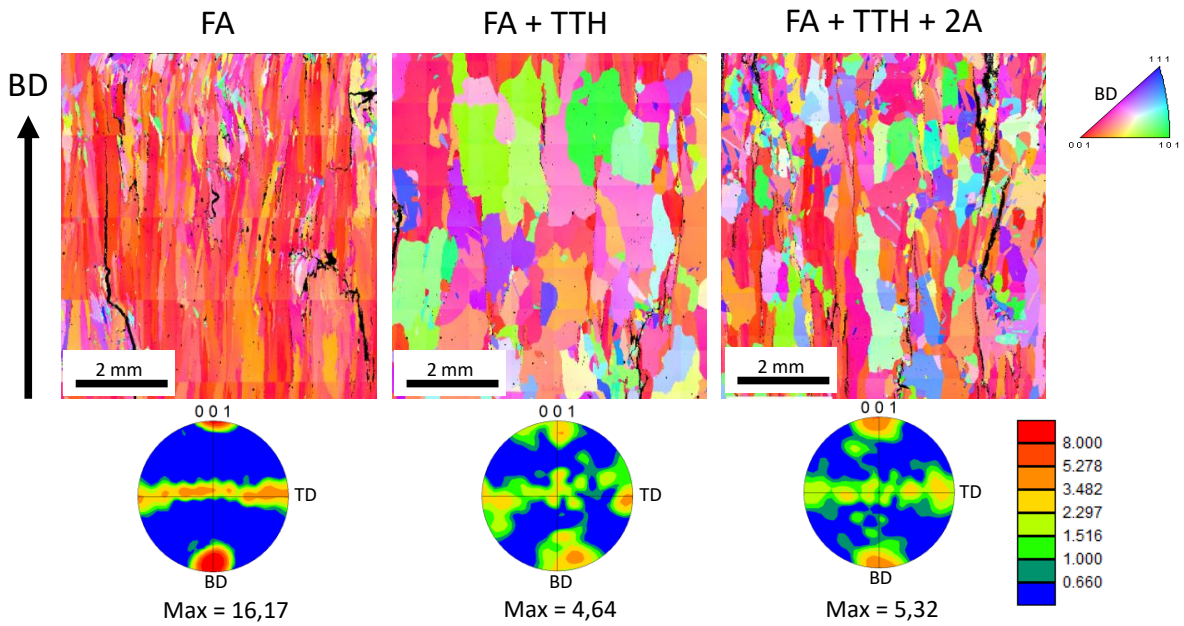 FA
FA + TTH
FA + TTH + 2A
BD
1 1 1
BD
0 0 1
1 0 1
2 mm
2 mm
2 mm
0 0 1
0 0 1
0 0 1
TD
TD
TD
BD
BD
BD
8.000
5.278
3.482
2.297
1.516
1.000
0.660
Max = 16,17
Max = 4,64
Max = 5,32